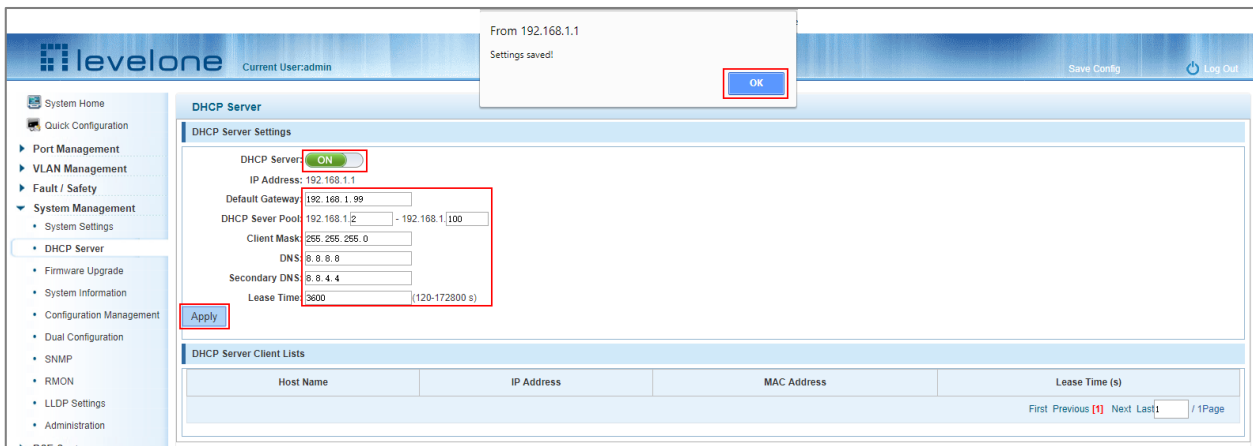 From 192.168.1.1
Settings saved!
OK
levelone
Current User:admin
Save Config
Log Out
System Home
Quick Configuration
Port Management
VLAN Management
Fault / Safety
System Management
System Settings
DHCP Server
Firmware Upgrade
System Information
Configuration Management
Dual Configuration
SNMP
RMON
LLDP Settings
Administration
DHCP Server
DHCP Server Settings
DHCP Server: ON
IP Address: 192.168.1.1
Default Gateway: 192.168.1.99
DHCP Sever Pool: 192.168.1. 2 - 192.168.1. 100
Client Mask: 255.255.255.0
DNS: 8.8.8.8
Secondary DNS: 8.8.4.4
Lease Time: 3600 (120-172800 s)
Apply
DHCP Server Client Lists
Host Name IP Address MAC Address Lease Time (s)
First Previous [1] Next Last 1 / 1Page